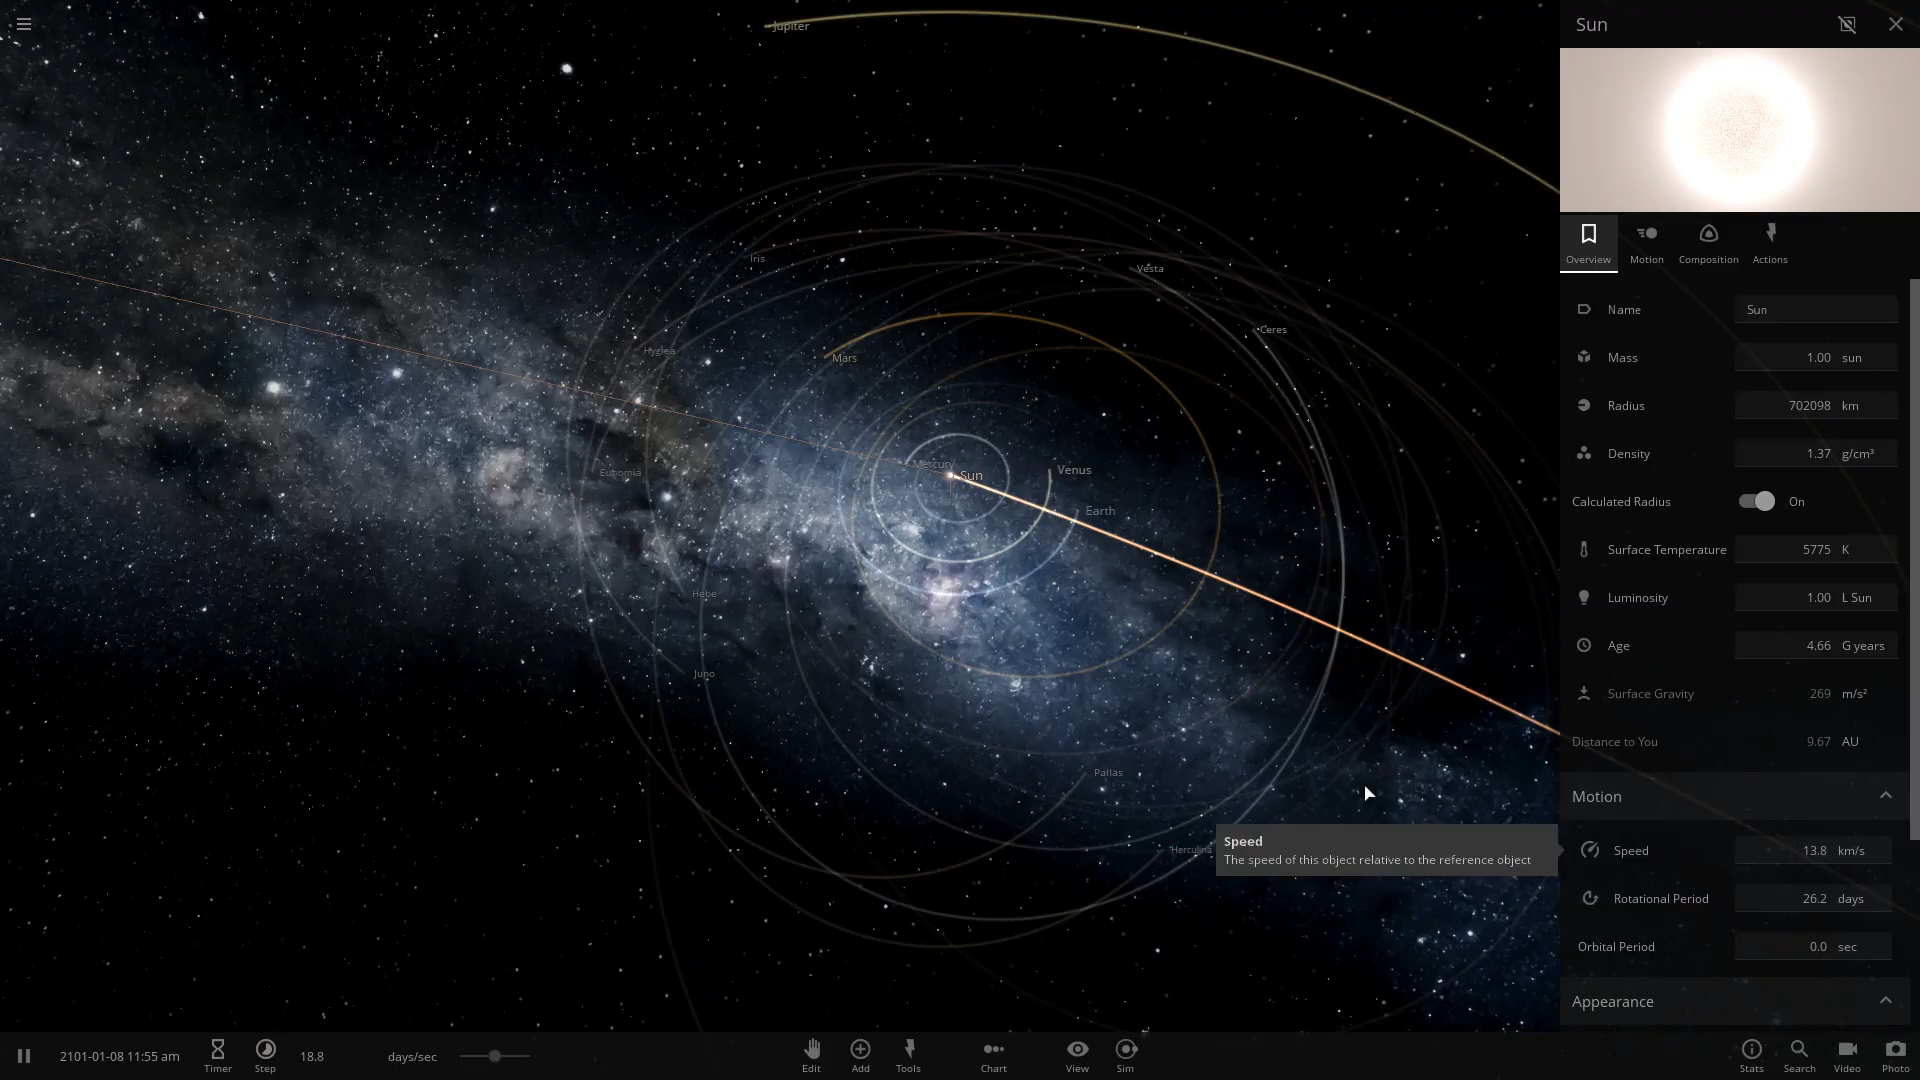 Jupiter
Sun
Overview
Motion
Composition
Actions
Name Sun
Mass 1.00 sun
Radius 702098 km
Density 1.37 g/cm³
Calculated Radius On
Surface Temperature 5775 K
Luminosity 1.00 L Sun
Age 4.66 G years
Surface Gravity 269 m/s²
Distance to You 9.67 AU
Motion
Speed 13.8 km/s
Rotational Period 26.2 days
Orbital Period 0.0 sec
Appearance
Iris
Vesta
Ceres
Hygiea
Mars
Mercury
Sun
Venus
Eunomia
Earth
Hebe
Juno
Pallas
Herculina
Speed
The speed of this object relative to the reference object
2101-01-08 11:55 am
Timer
Step
18.8 days/sec
Edit
Add
Tools
Chart
View
Sim
Stats
Search
Video
Photo